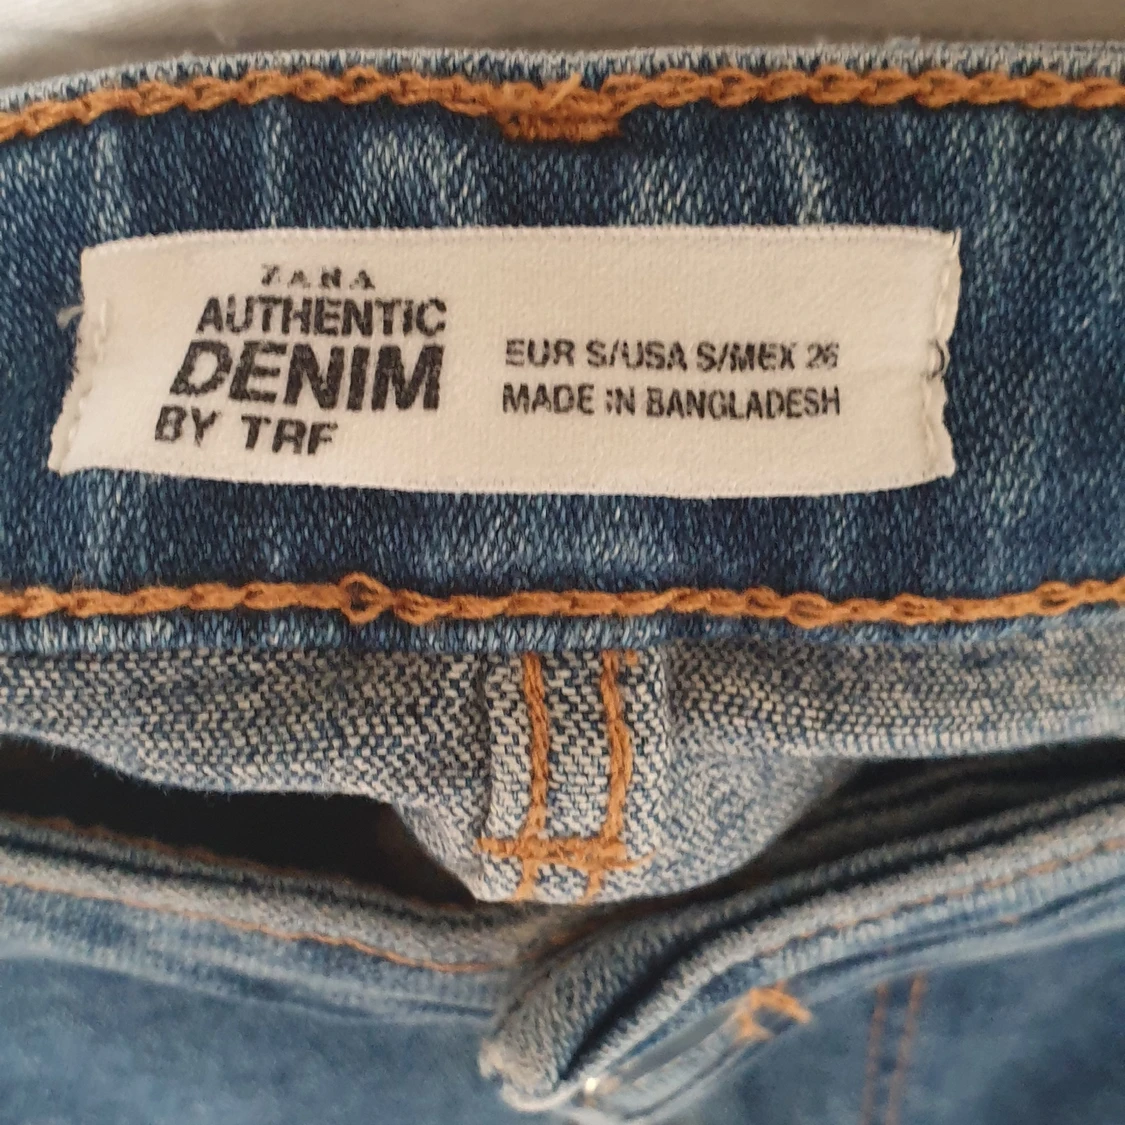 ZARA
AUTHENTIC
DENIM
BY TRF
EUR S/USA S/MEX 26
MADE IN BANGLADESH